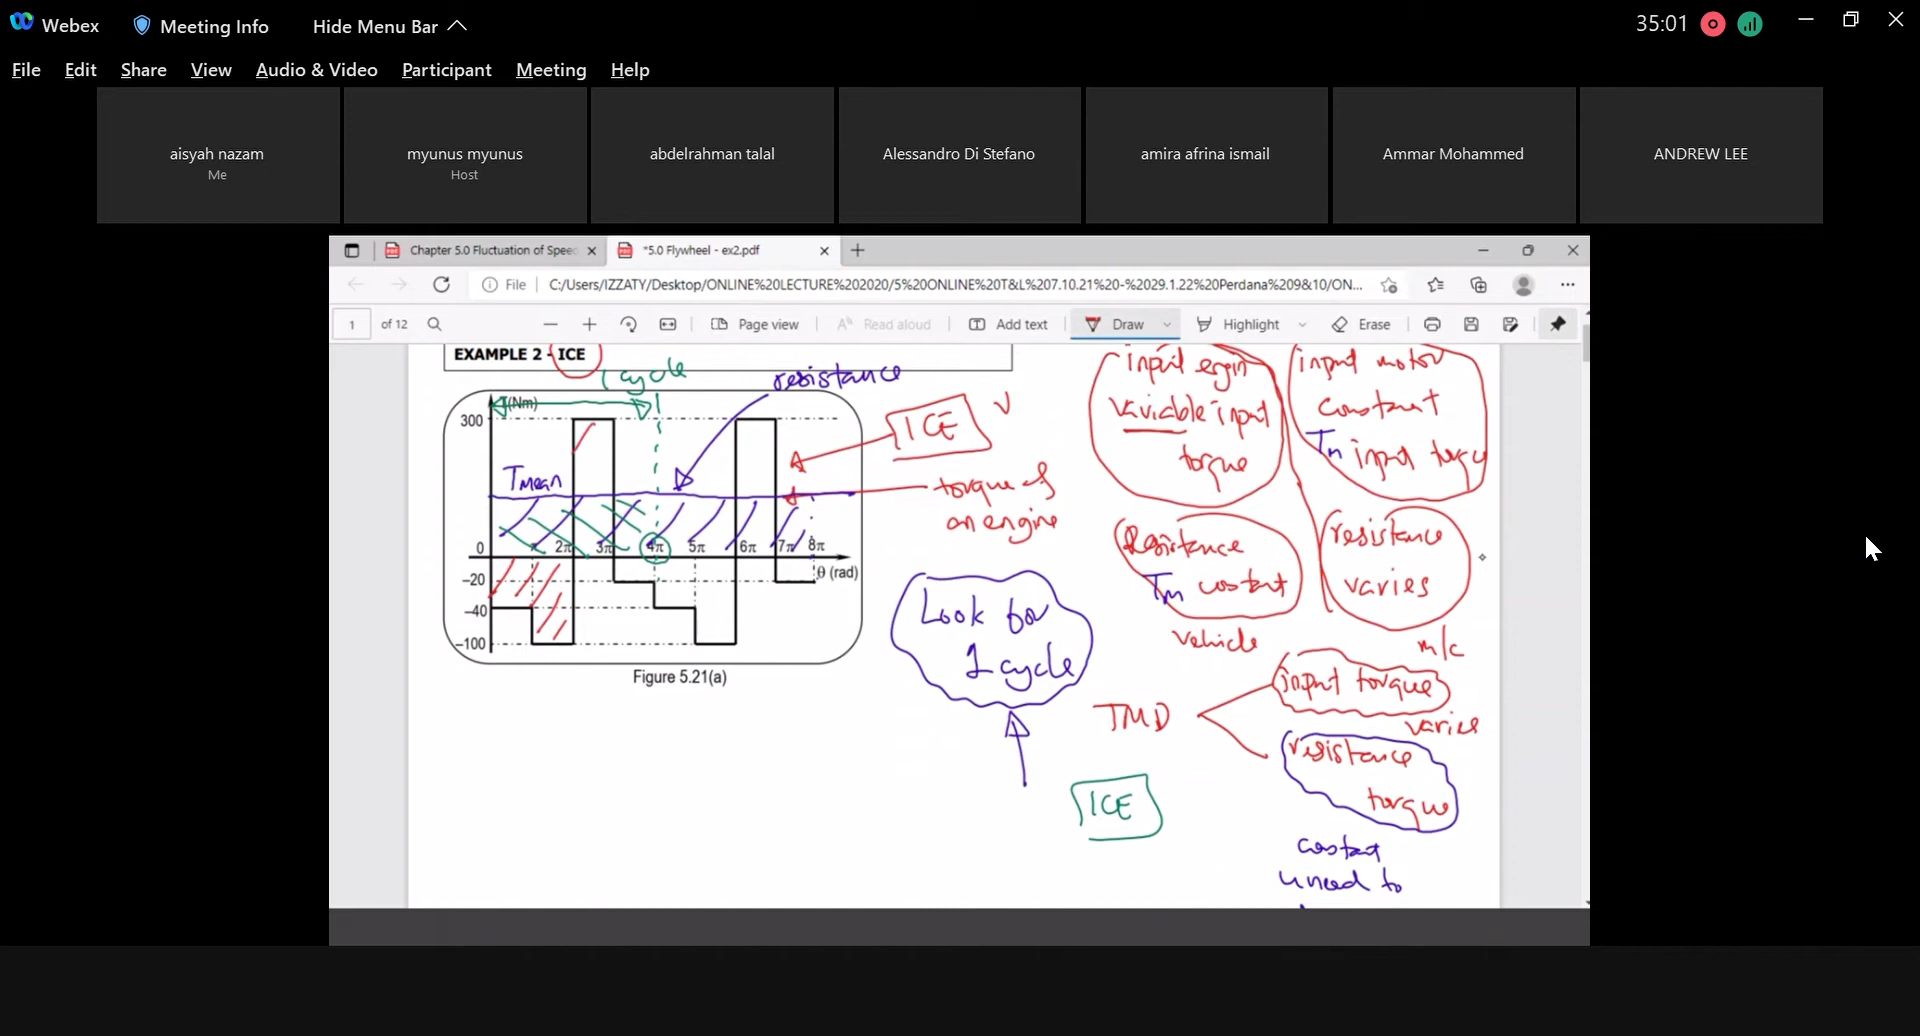 Webex Meeting Info Hide Menu Bar 35:01
File Edit Share View Audio & Video Participant Meeting Help
aisyah nazam
Me
myunus myunus
Host
abdelrahman talal
Alessandro Di Stefano
amira afrina ismail
Ammar Mohammed
ANDREW LEE
Chapter 5.0 Fluctuation of Speed
*5.0 Flywheel - ex2.pdf
File C:/Users/IZZATY/Desktop/ONLINE%20LECTURE%202020/5%20ONLINE%20T&L%207.10.21%20-%2029.1.22%20Perdana%209&10/ON...
1 of 12 Page view Read aloud Add text Draw Highlight Erase
EXAMPLE 2 - ICE
1 cycle
resistance
T(Nm)
300
Tmean
0 π 2π 3π 4π 5π 6π 7π 8π
θ (rad)
-20
-40
-100
Figure 5.21(a)
ICE
torque of
an engine
Look for
1 cycle
input engin
variable input
torque
input motor
constant
Tm input torqu
Resistance
Tm constant
vehicle
resistance
varies
m/c
TMD
input torque
varies
resistance
torque
ICE
constant
u need to